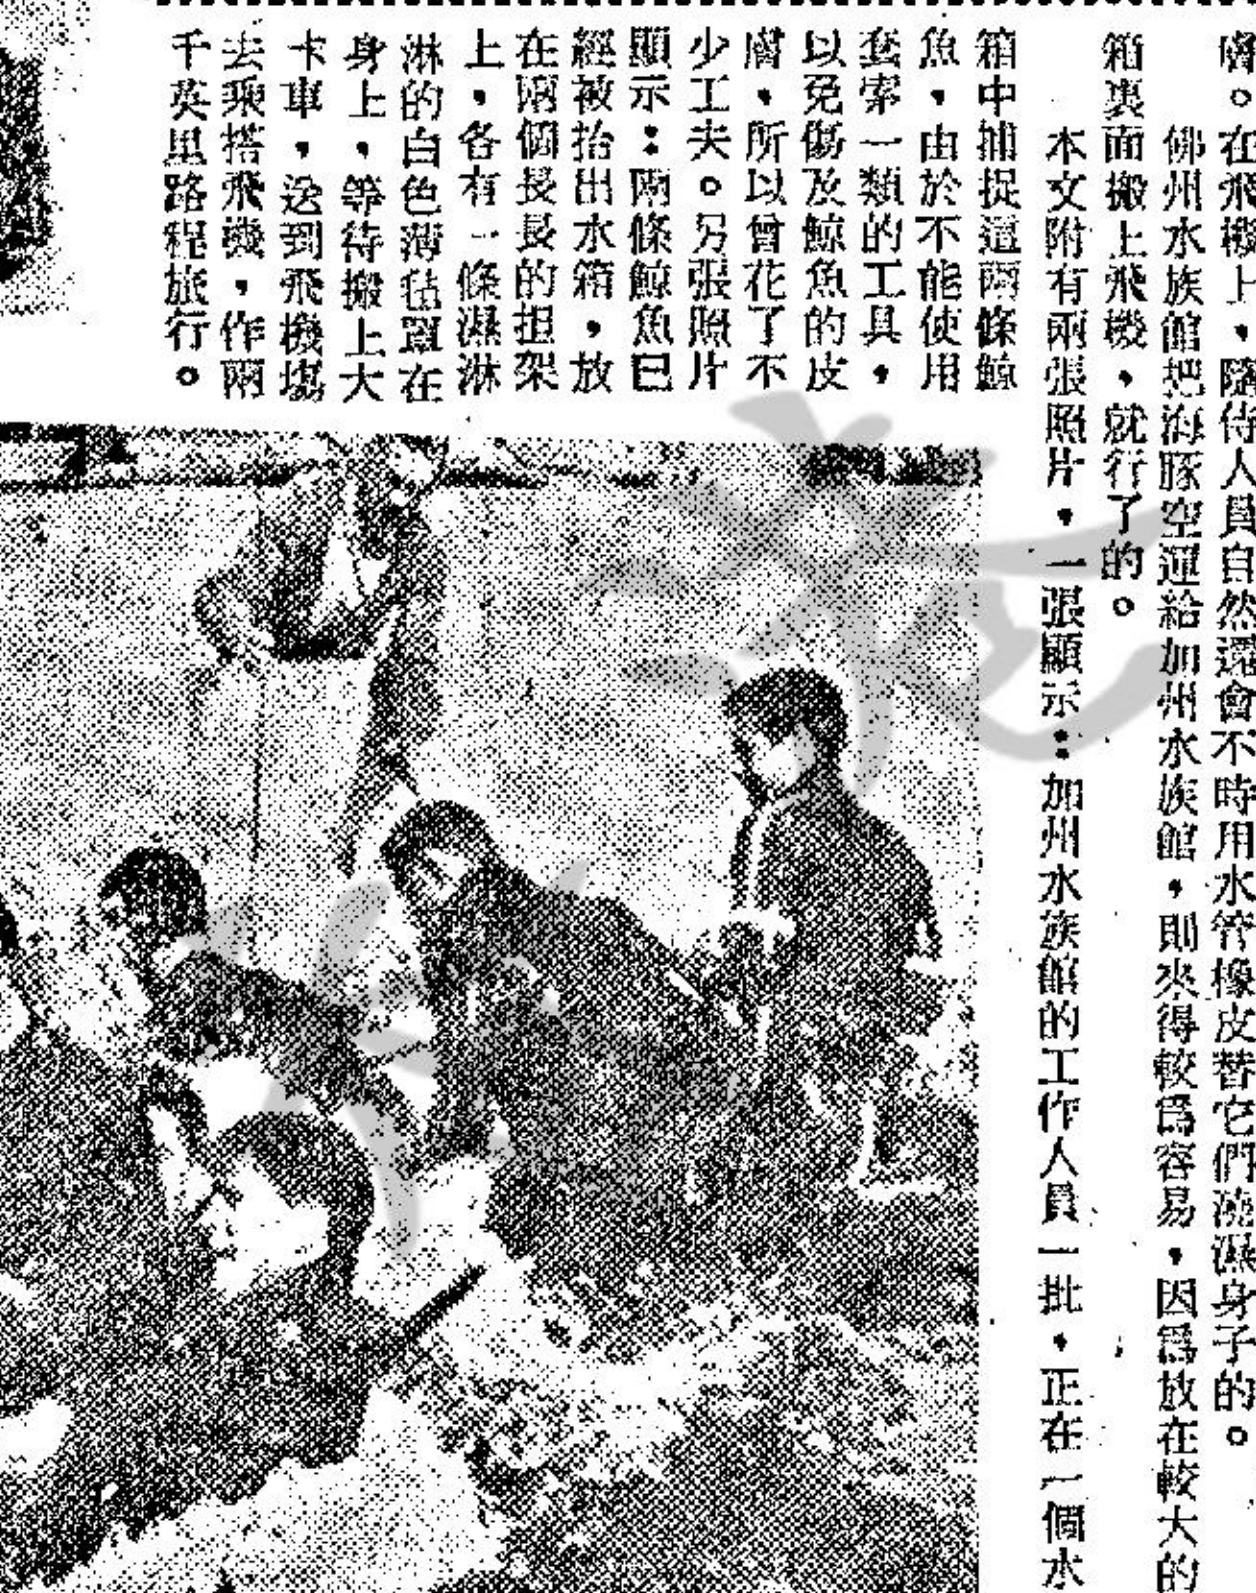 膚。在飛機上，隨侍人員自然還會不時用水管橡皮替它們澆濕身子的。
佛州水族館把海豚空運給加州水族館，則來得較爲容易，因爲放在較大的
箱裏面搬上飛機，就行了的。
本文附有兩張照片，一張顯示：加州水族館的工作人員一批，正在一個水
箱中捕捉這兩條鯨
魚，由於不能使用
套索一類的工具，
以免傷及鯨魚的皮
膚，所以曾花了不
少工夫。另張照片
顯示：兩條鯨魚已
經被抬出水箱，放
在兩個長長的担架
上，各有一條濕淋
淋的白色薄毡罩在
身上，等待搬上大
卡車，送到飛機塲
去乘搭飛機，作兩
千英里路程旅行。